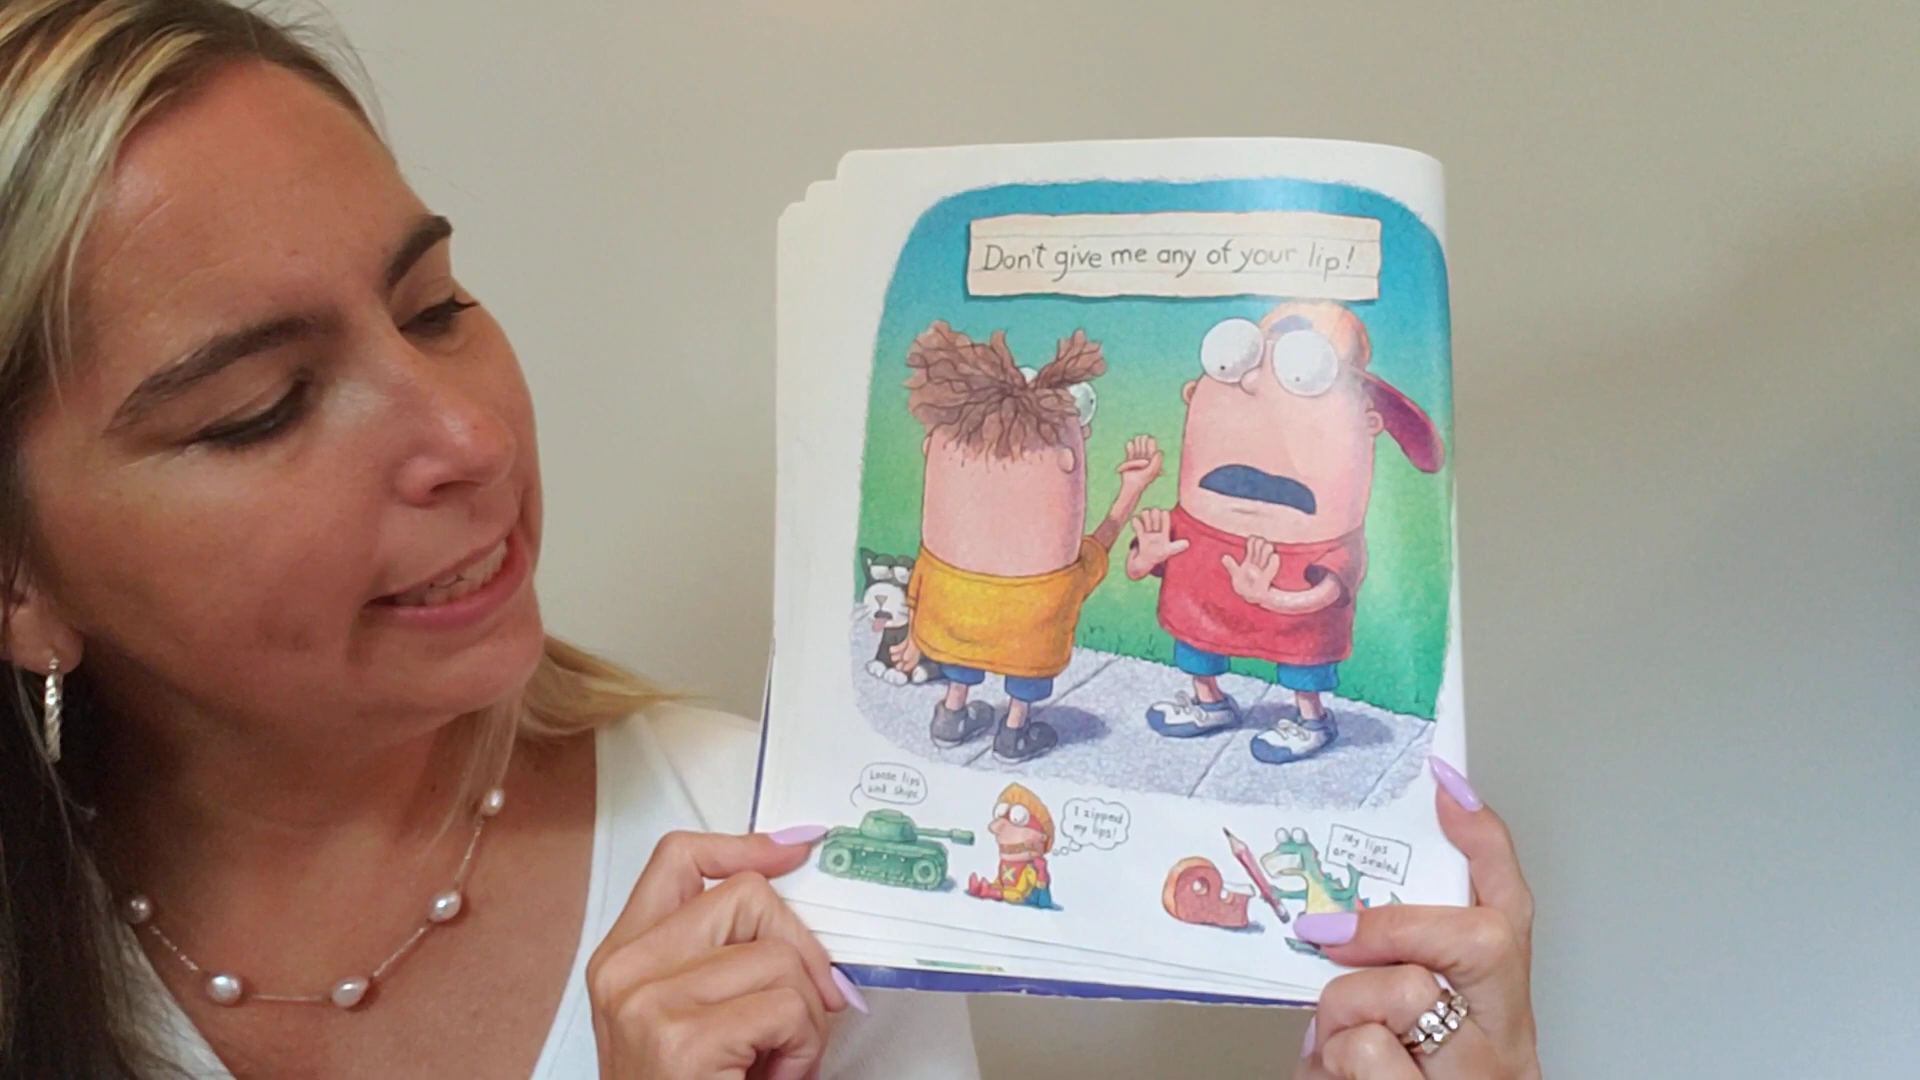 Don't give me any of your lip!
Loose lips
sink ships.
I zipped
my lips!
My lips
are sealed